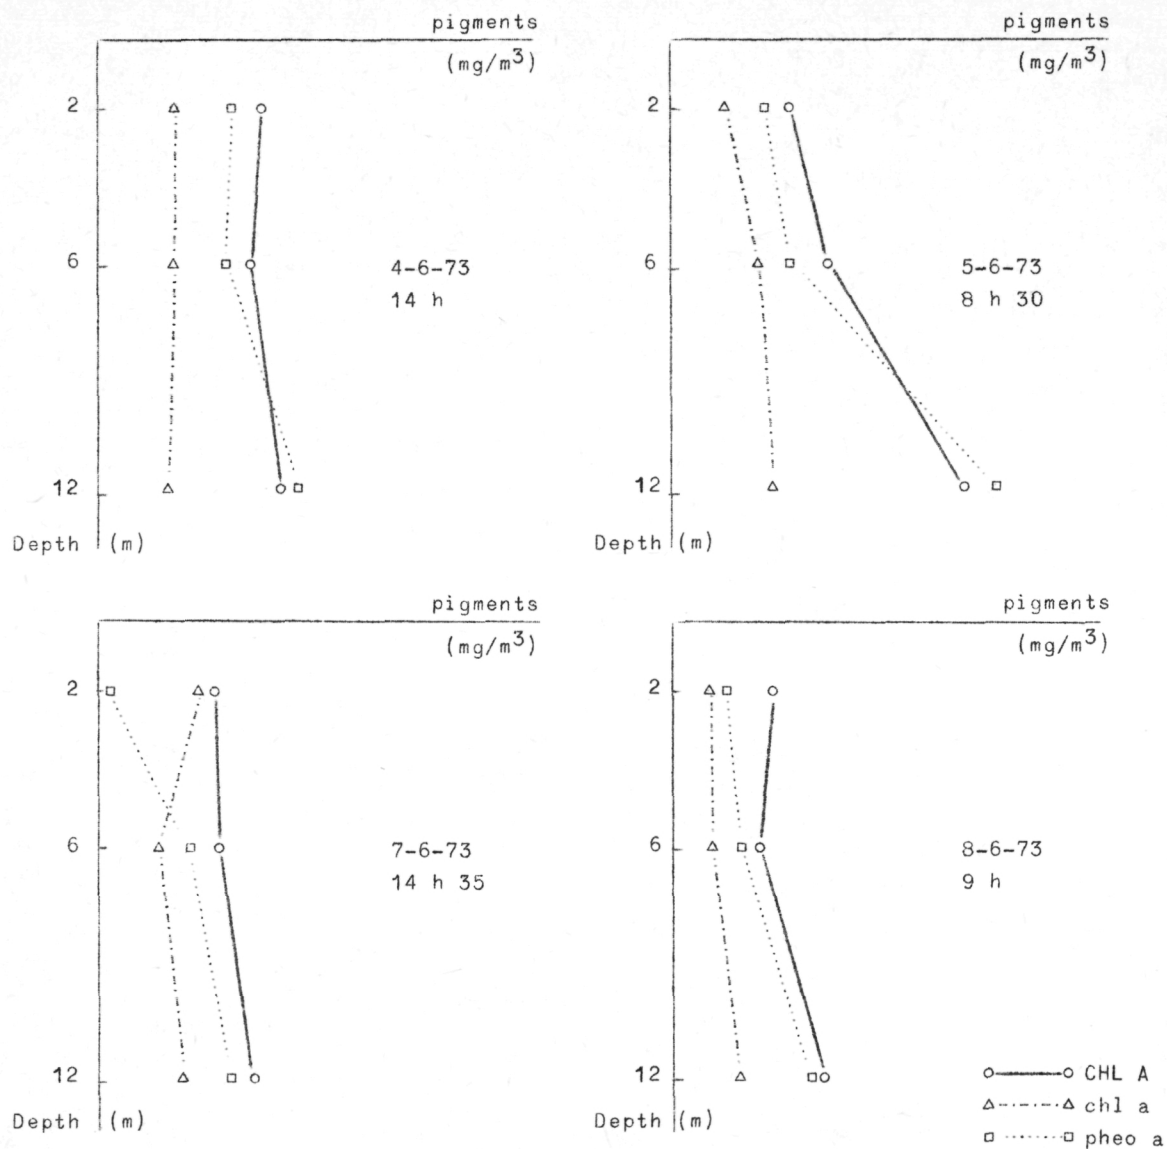 pigments
(mg/m³)
2
6
12
4-6-73
14 h
Depth (m)
pigments
(mg/m³)
2
6
12
5-6-73
8 h 30
Depth (m)
pigments
(mg/m³)
2
6
12
7-6-73
14 h 35
Depth (m)
pigments
(mg/m³)
2
6
12
8-6-73
9 h
Depth (m)
CHL A
chl a
pheo a